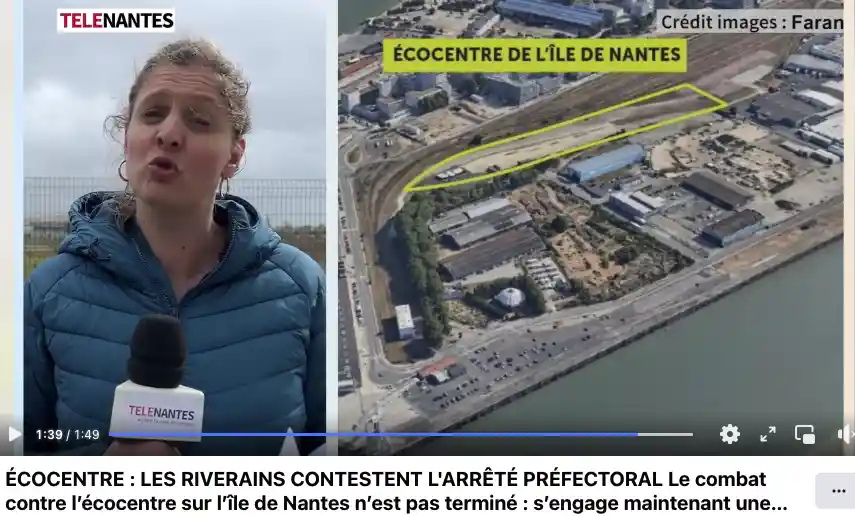 TELENANTES
Crédit images : Faran
ÉCOCENTRE DE L'ÎLE DE NANTES
TELENANTES
1:39 / 1:49
ÉCOCENTRE : LES RIVERAINS CONTESTENT L'ARRÊTÉ PRÉFECTORAL Le combat
contre l’écocentre sur l’île de Nantes n’est pas terminé : s’engage maintenant une...